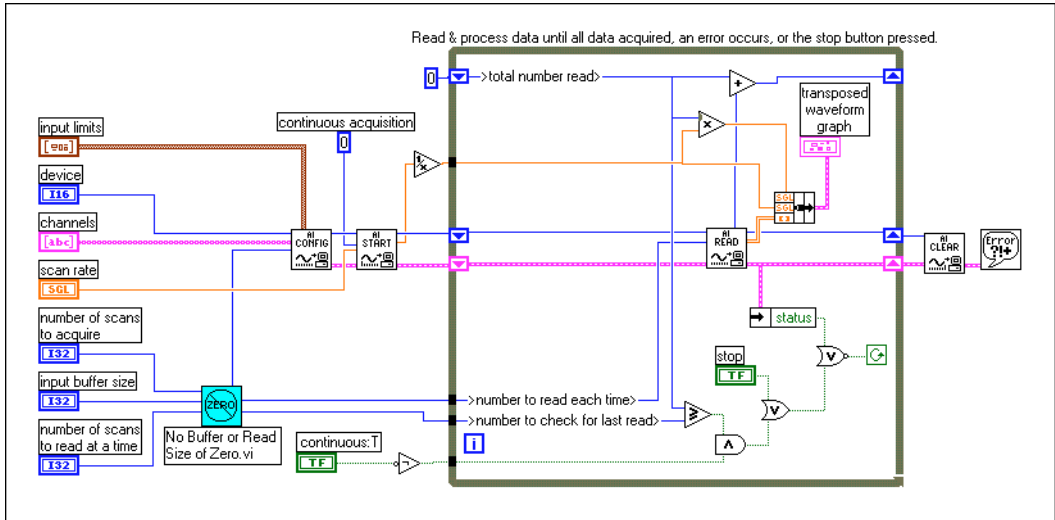 Read & process data until all data acquired, an error occurs, or the stop button pressed.
0
>total number read>
+
transposed
waveform
graph
input limits
continuous acquisition
0
x
1/x
device
I16
channels
[abc]
AI
CONFIG
AI
START
SGL
SGL
AI
READ
AI
CLEAR
Error
?!+
scan rate
SGL
number of scans
to acquire
I32
status
stop
TF
V
input buffer size
I32
ZERO
>number to read each time>
V
>number to check for last read>
≥
number of scans
to read at a time
I32
No Buffer or Read
Size of Zero.vi
continuous:T
TF
¬
i
Λ